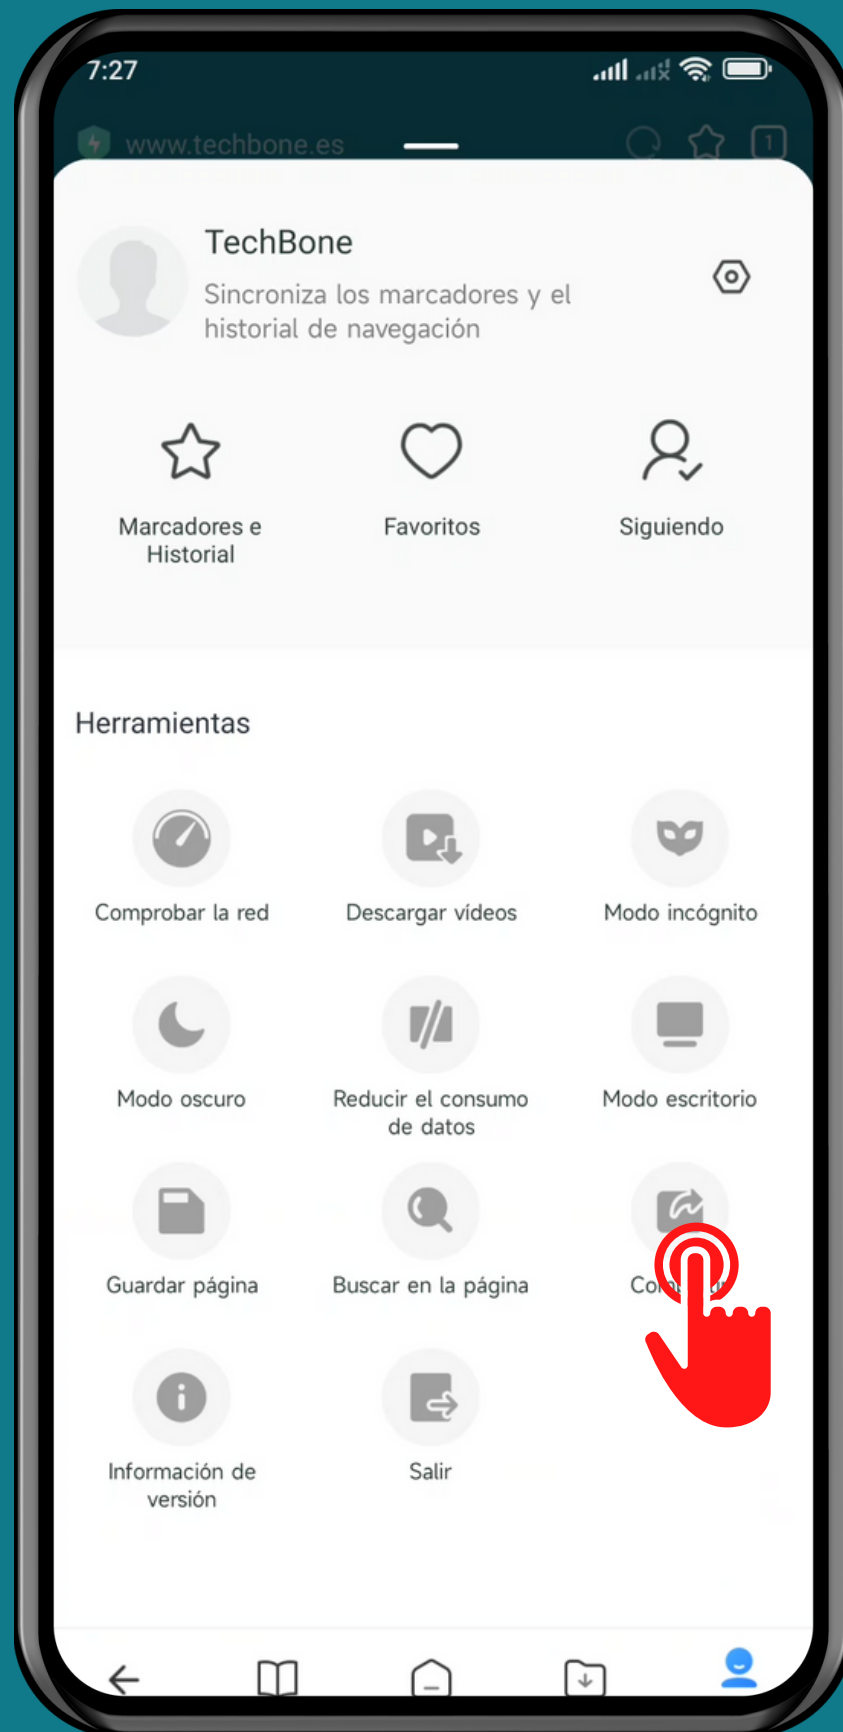 7:27
www.techbone.es
1
TechBone
Sincroniza los marcadores y el
historial de navegación
Marcadores e
Historial
Favoritos
Siguiendo
Herramientas
Comprobar la red
Descargar vídeos
Modo incógnito
Modo oscuro
Reducir el consumo
de datos
Modo escritorio
Guardar página
Buscar en la página
Información de
versión
Salir